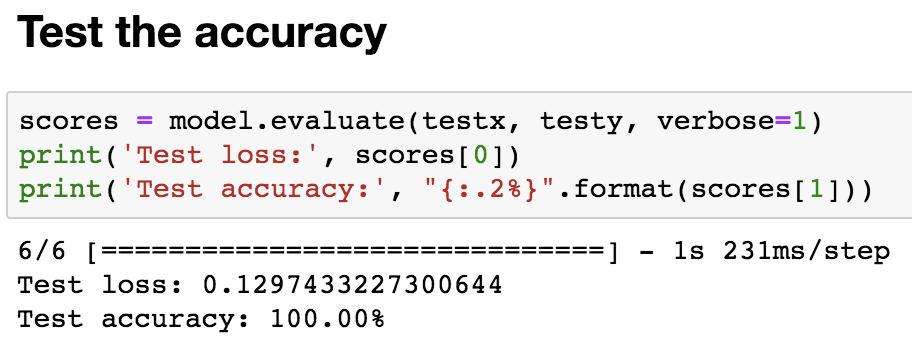 Test the accuracy
scores = model.evaluate(testx, testy, verbose=1)
print('Test loss:', scores[0])
print('Test accuracy:', "{:.2%}".format(scores[1]))
6/6 [==============================] - 1s 231ms/step
Test loss: 0.1297433227300644
Test accuracy: 100.00%